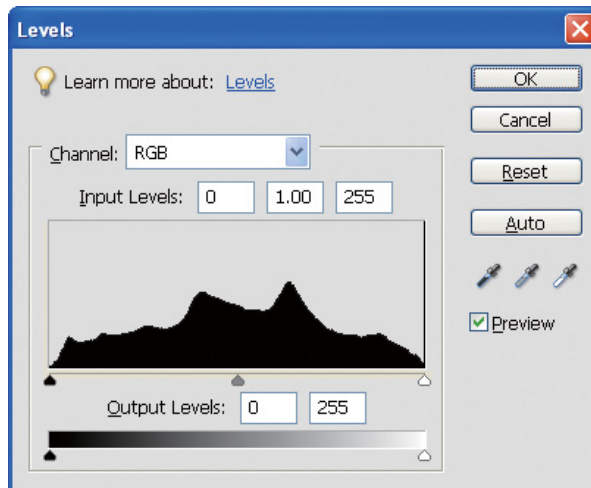 Levels
Learn more about: Levels
Channel: RGB
Input Levels: 0 1.00 255
Output Levels: 0 255
OK
Cancel
Reset
Auto
Preview